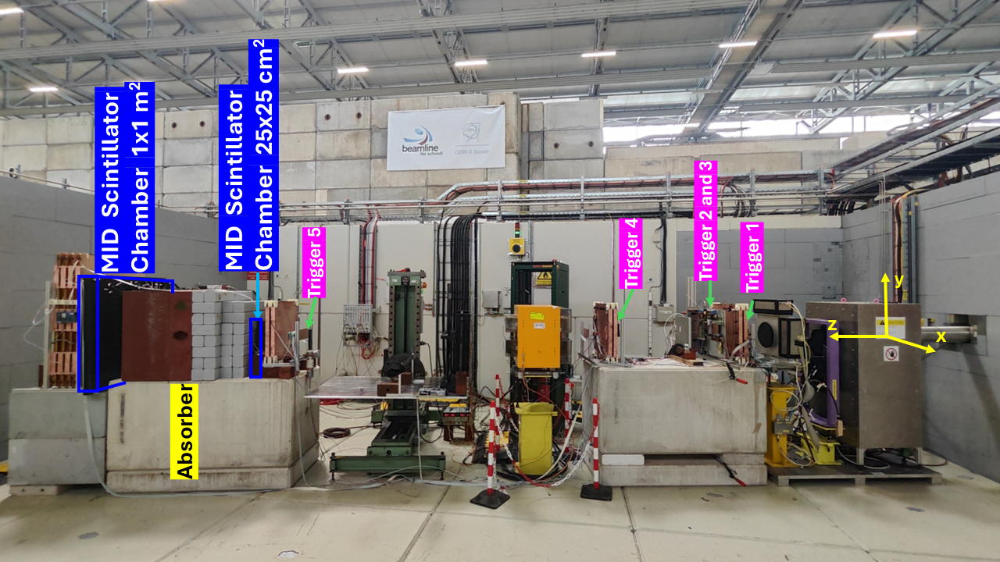 MID Scintillator
Chamber 1x1 m²
MID Scintillator
Chamber 25x25 cm²
Trigger 5
Trigger 4
Trigger 2 and 3
Trigger 1
beamline
for schools
CERN & Society
y
z
x
Absorber